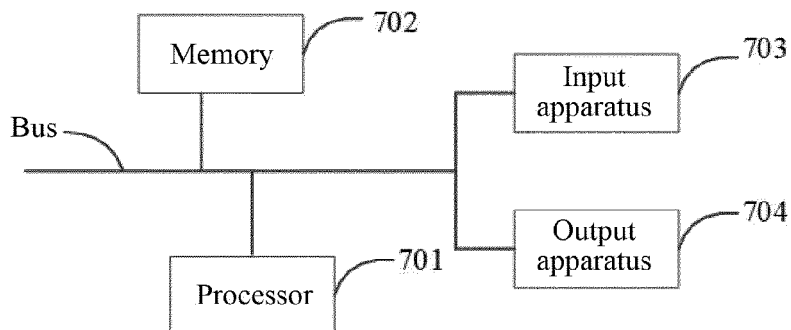 Memory
702
Input
apparatus
703
Bus
Output
apparatus
704
Processor
701